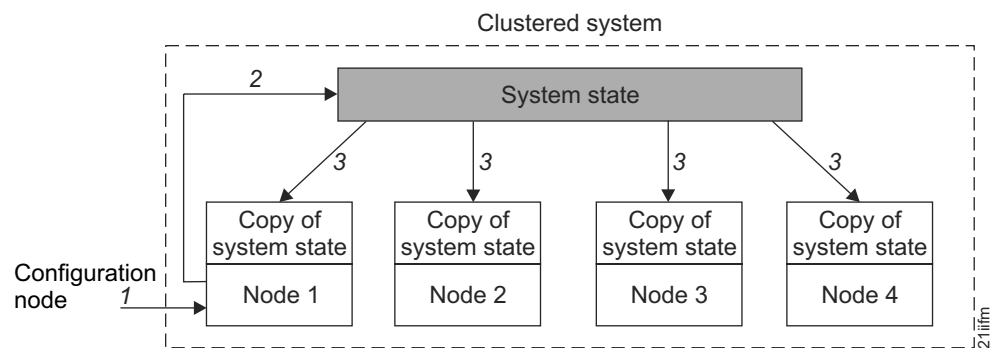 Clustered system
2
System state
3
3
3
3
Copy of
system state
Copy of
system state
Copy of
system state
Copy of
system state
Configuration
node
1
Node 1
Node 2
Node 3
Node 4
21iifm